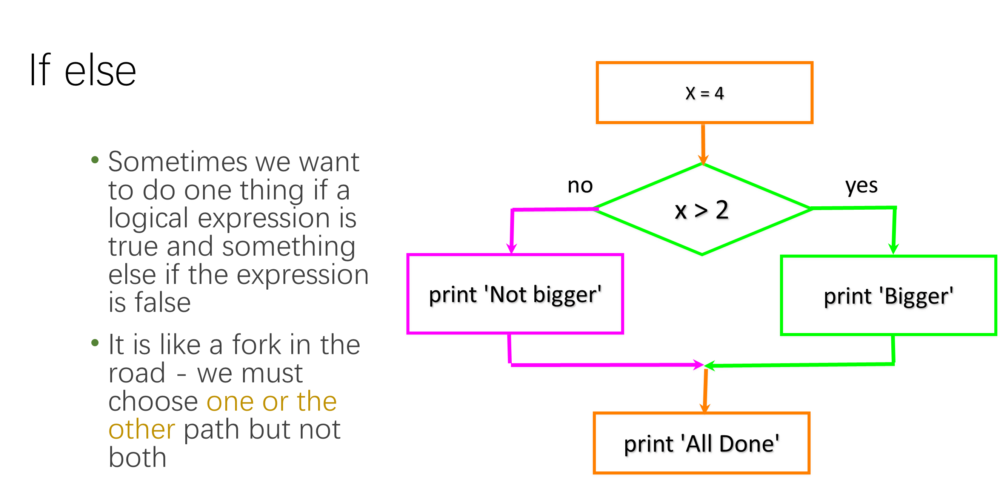 If else
• Sometimes we want
to do one thing if a
logical expression is
true and something
else if the expression
is false
• It is like a fork in the
road - we must
choose one or the
other path but not
both
X = 4
no
yes
x > 2
print 'Not bigger'
print 'Bigger'
print 'All Done'